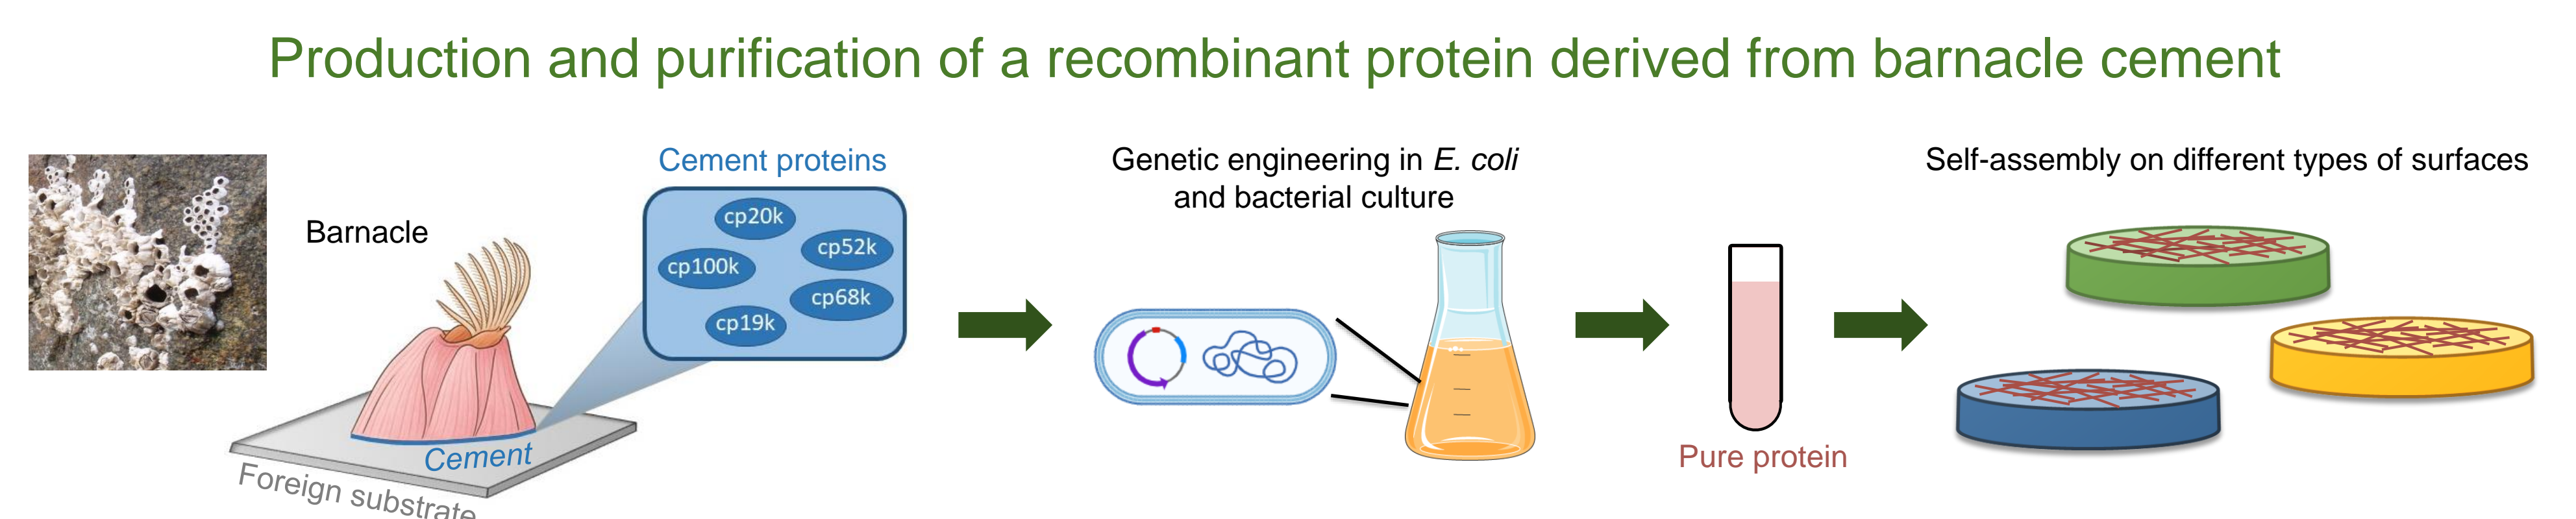 Production and purification of a recombinant protein derived from barnacle cement
Barnacle
Cement
Foreign substrate
Cement proteins
cp20k
cp52k
cp100k
cp68k
cp19k
Genetic engineering in E. coli
and bacterial culture
Pure protein
Self-assembly on different types of surfaces